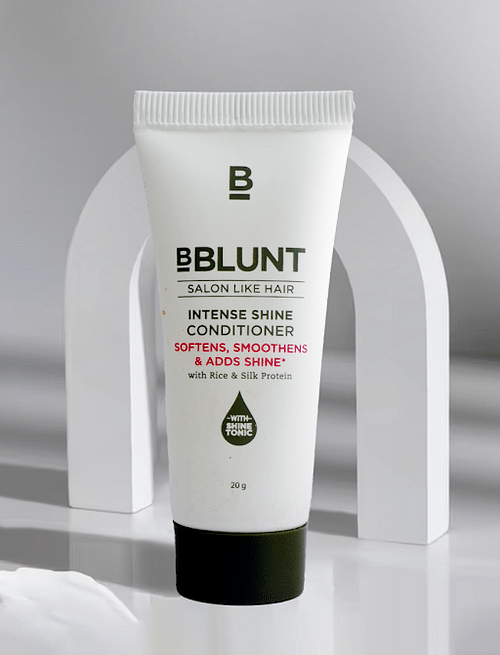 B
BBLUNT
SALON LIKE HAIR
INTENSE SHINE
CONDITIONER
SOFTENS, SMOOTHENS
& ADDS SHINE*
with Rice & Silk Protein
-WITH-
SHINE
TONIC
20 g